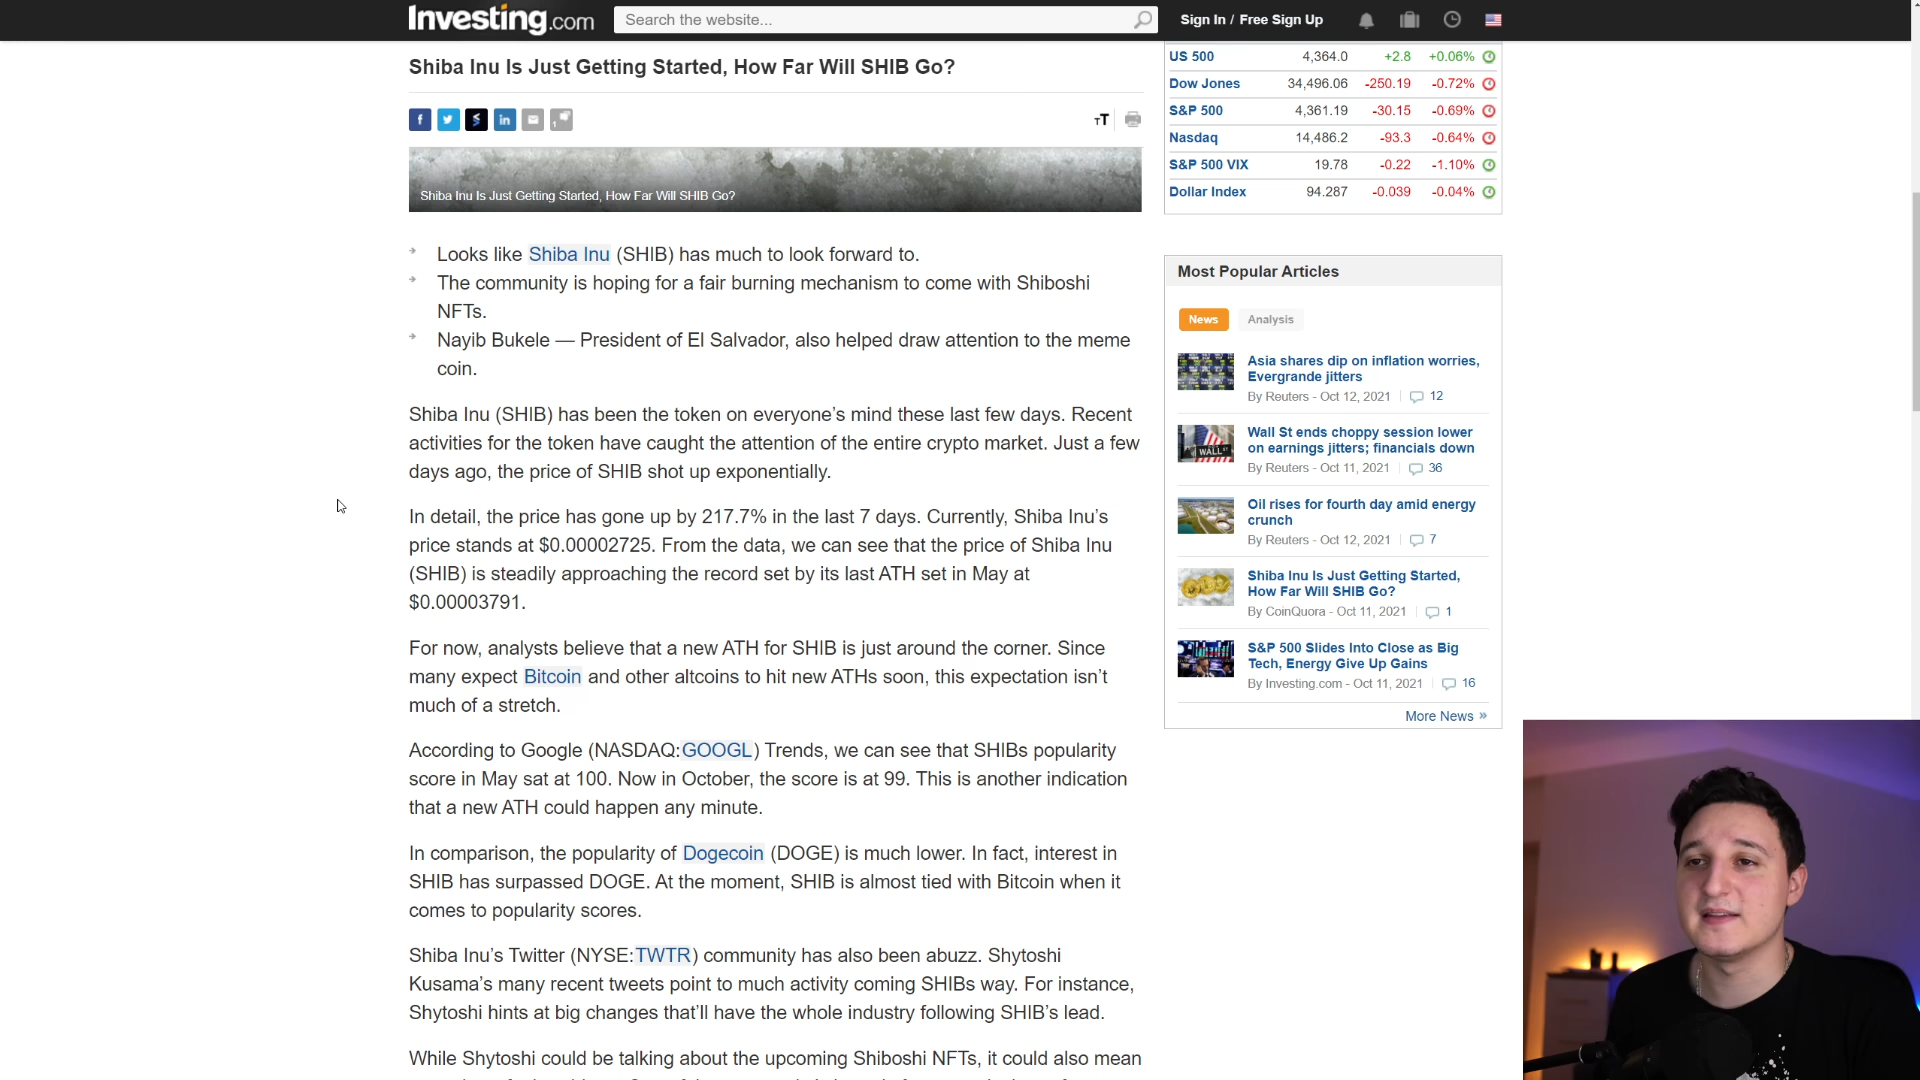 Investing.com
Search the website...
Sign In / Free Sign Up
Shiba Inu Is Just Getting Started, How Far Will SHIB Go?
1
TT
Shiba Inu Is Just Getting Started, How Far Will SHIB Go?
Looks like Shiba Inu (SHIB) has much to look forward to.
The community is hoping for a fair burning mechanism to come with Shiboshi
NFTs.
Nayib Bukele — President of El Salvador, also helped draw attention to the meme
coin.
Shiba Inu (SHIB) has been the token on everyone's mind these last few days. Recent
activities for the token have caught the attention of the entire crypto market. Just a few
days ago, the price of SHIB shot up exponentially.
In detail, the price has gone up by 217.7% in the last 7 days. Currently, Shiba Inu's
price stands at $0.00002725. From the data, we can see that the price of Shiba Inu
(SHIB) is steadily approaching the record set by its last ATH set in May at
$0.00003791.
For now, analysts believe that a new ATH for SHIB is just around the corner. Since
many expect Bitcoin and other altcoins to hit new ATHs soon, this expectation isn't
much of a stretch.
According to Google (NASDAQ:GOOGL) Trends, we can see that SHIBs popularity
score in May sat at 100. Now in October, the score is at 99. This is another indication
that a new ATH could happen any minute.
In comparison, the popularity of Dogecoin (DOGE) is much lower. In fact, interest in
SHIB has surpassed DOGE. At the moment, SHIB is almost tied with Bitcoin when it
comes to popularity scores.
Shiba Inu's Twitter (NYSE:TWTR) community has also been abuzz. Shytoshi
Kusama's many recent tweets point to much activity coming SHIBs way. For instance,
Shytoshi hints at big changes that'll have the whole industry following SHIB's lead.
While Shytoshi could be talking about the upcoming Shiboshi NFTs, it could also mean
US 500 4,364.0 +2.8 +0.06%
Dow Jones 34,496.06 -250.19 -0.72%
S&P 500 4,361.19 -30.15 -0.69%
Nasdaq 14,486.2 -93.3 -0.64%
S&P 500 VIX 19.78 -0.22 -1.10%
Dollar Index 94.287 -0.039 -0.04%
Most Popular Articles
News Analysis
Asia shares dip on inflation worries,
Evergrande jitters
By Reuters - Oct 12, 2021 12
Wall St ends choppy session lower
on earnings jitters; financials down
By Reuters - Oct 11, 2021 36
WALL
Oil rises for fourth day amid energy
crunch
By Reuters - Oct 12, 2021 7
Shiba Inu Is Just Getting Started,
How Far Will SHIB Go?
By CoinQuora - Oct 11, 2021 1
S&P 500 Slides Into Close as Big
Tech, Energy Give Up Gains
By Investing.com - Oct 11, 2021 16
More News »